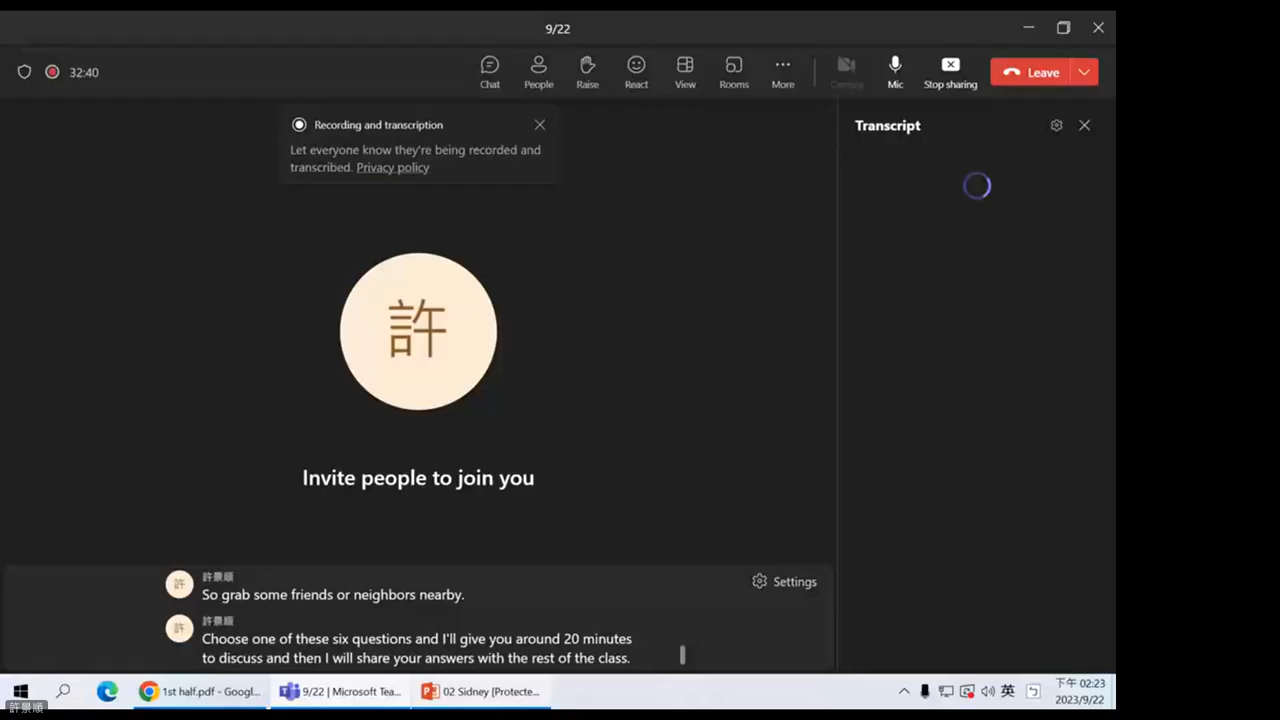 9/22
32:40
Chat
People
Raise
React
View
Rooms
More
Camera
Mic
Stop sharing
Leave
Recording and transcription
Let everyone know they're being recorded and
transcribed. Privacy policy
Transcript
許
Invite people to join you
許
許景順
So grab some friends or neighbors nearby.
Settings
許
許景順
Choose one of these six questions and I'll give you around 20 minutes
to discuss and then I will share your answers with the rest of the class.
1st half.pdf - Googl...
9/22 | Microsoft Tea...
02 Sidney [Protecte...
英
下午 02:23
2023/9/22
許景順